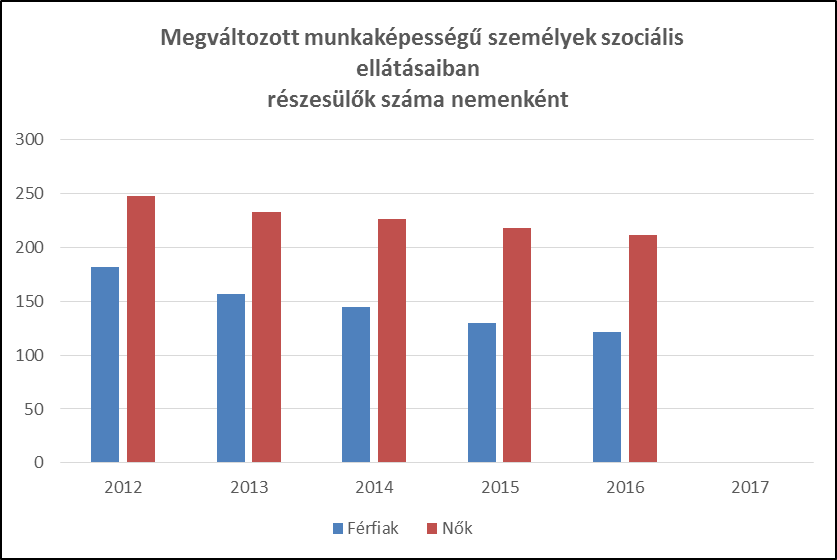 Megváltozott munkaképességű személyek szociális
ellátásaiban
részesülők száma nemenként
300
250
200
150
100
50
0
2012 2013 2014 2015 2016 2017
Férfiak Nők